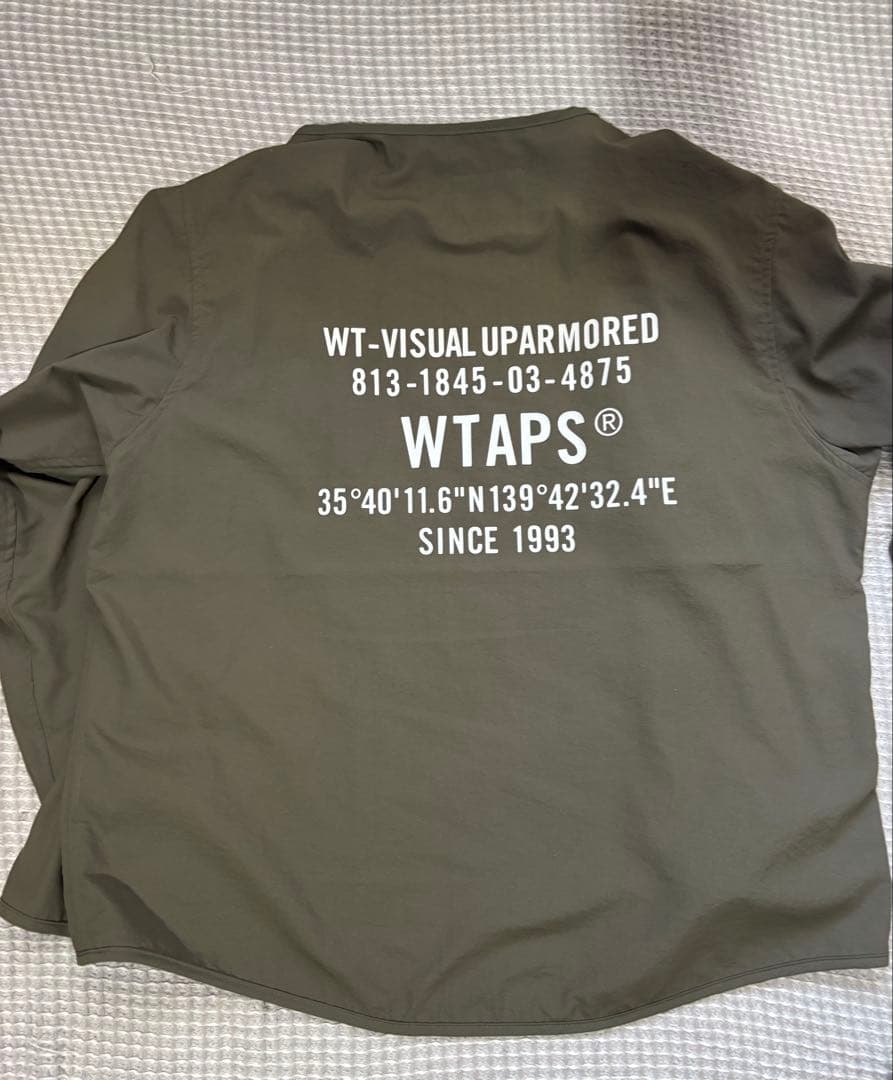 WT-VISUAL UPARMORED
813-1845-03-4875
WTAPS®
35°40'11.6"N139°42'32.4"E
SINCE 1993